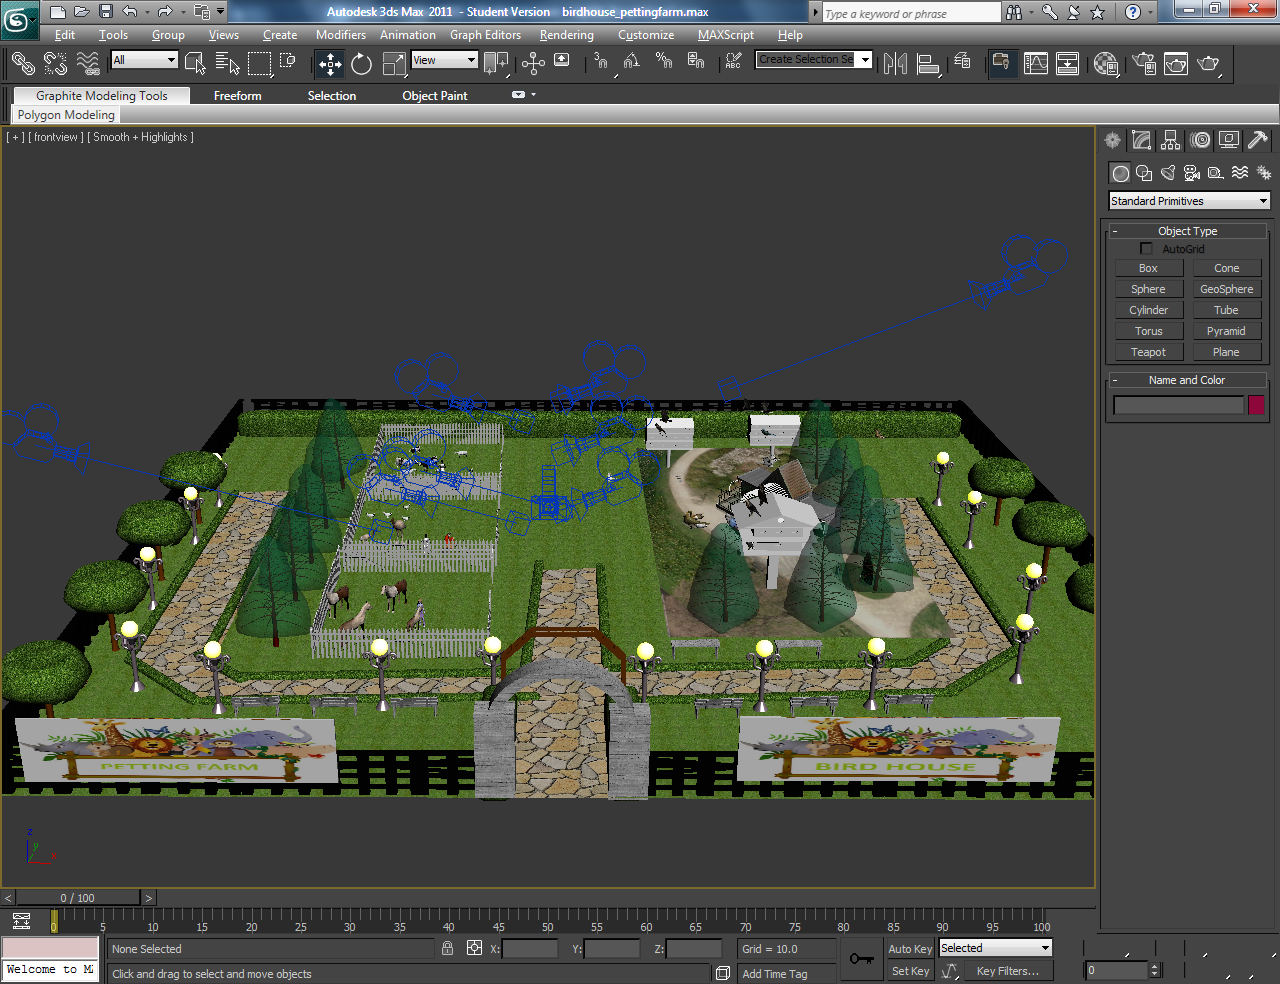 Autodesk 3ds Max 2011 - Student Version birdhouse_pettingfarm.max
Type a keyword or phrase
Edit Tools Group Views Create Modifiers Animation Graph Editors Rendering Customize MAXScript Help
All View Create Selection Se
Graphite Modeling Tools Freeform Selection Object Paint
Polygon Modeling
[ + ] [ frontview ] [ Smooth + Highlights ]
Standard Primitives
- Object Type
AutoGrid
Box Cone
Sphere GeoSphere
Cylinder Tube
Torus Pyramid
Teapot Plane
- Name and Color
PETTING FARM
BIRD HOUSE
z
y
x
< 0 / 100 >
0 5 10 15 20 25 30 35 40 45 50 55 60 65 70 75 80 85 90 95 100
None Selected X: Y: Z: Grid = 10.0 Auto Key Selected
Welcome to M
Click and drag to select and move objects Add Time Tag Set Key Key Filters... 0